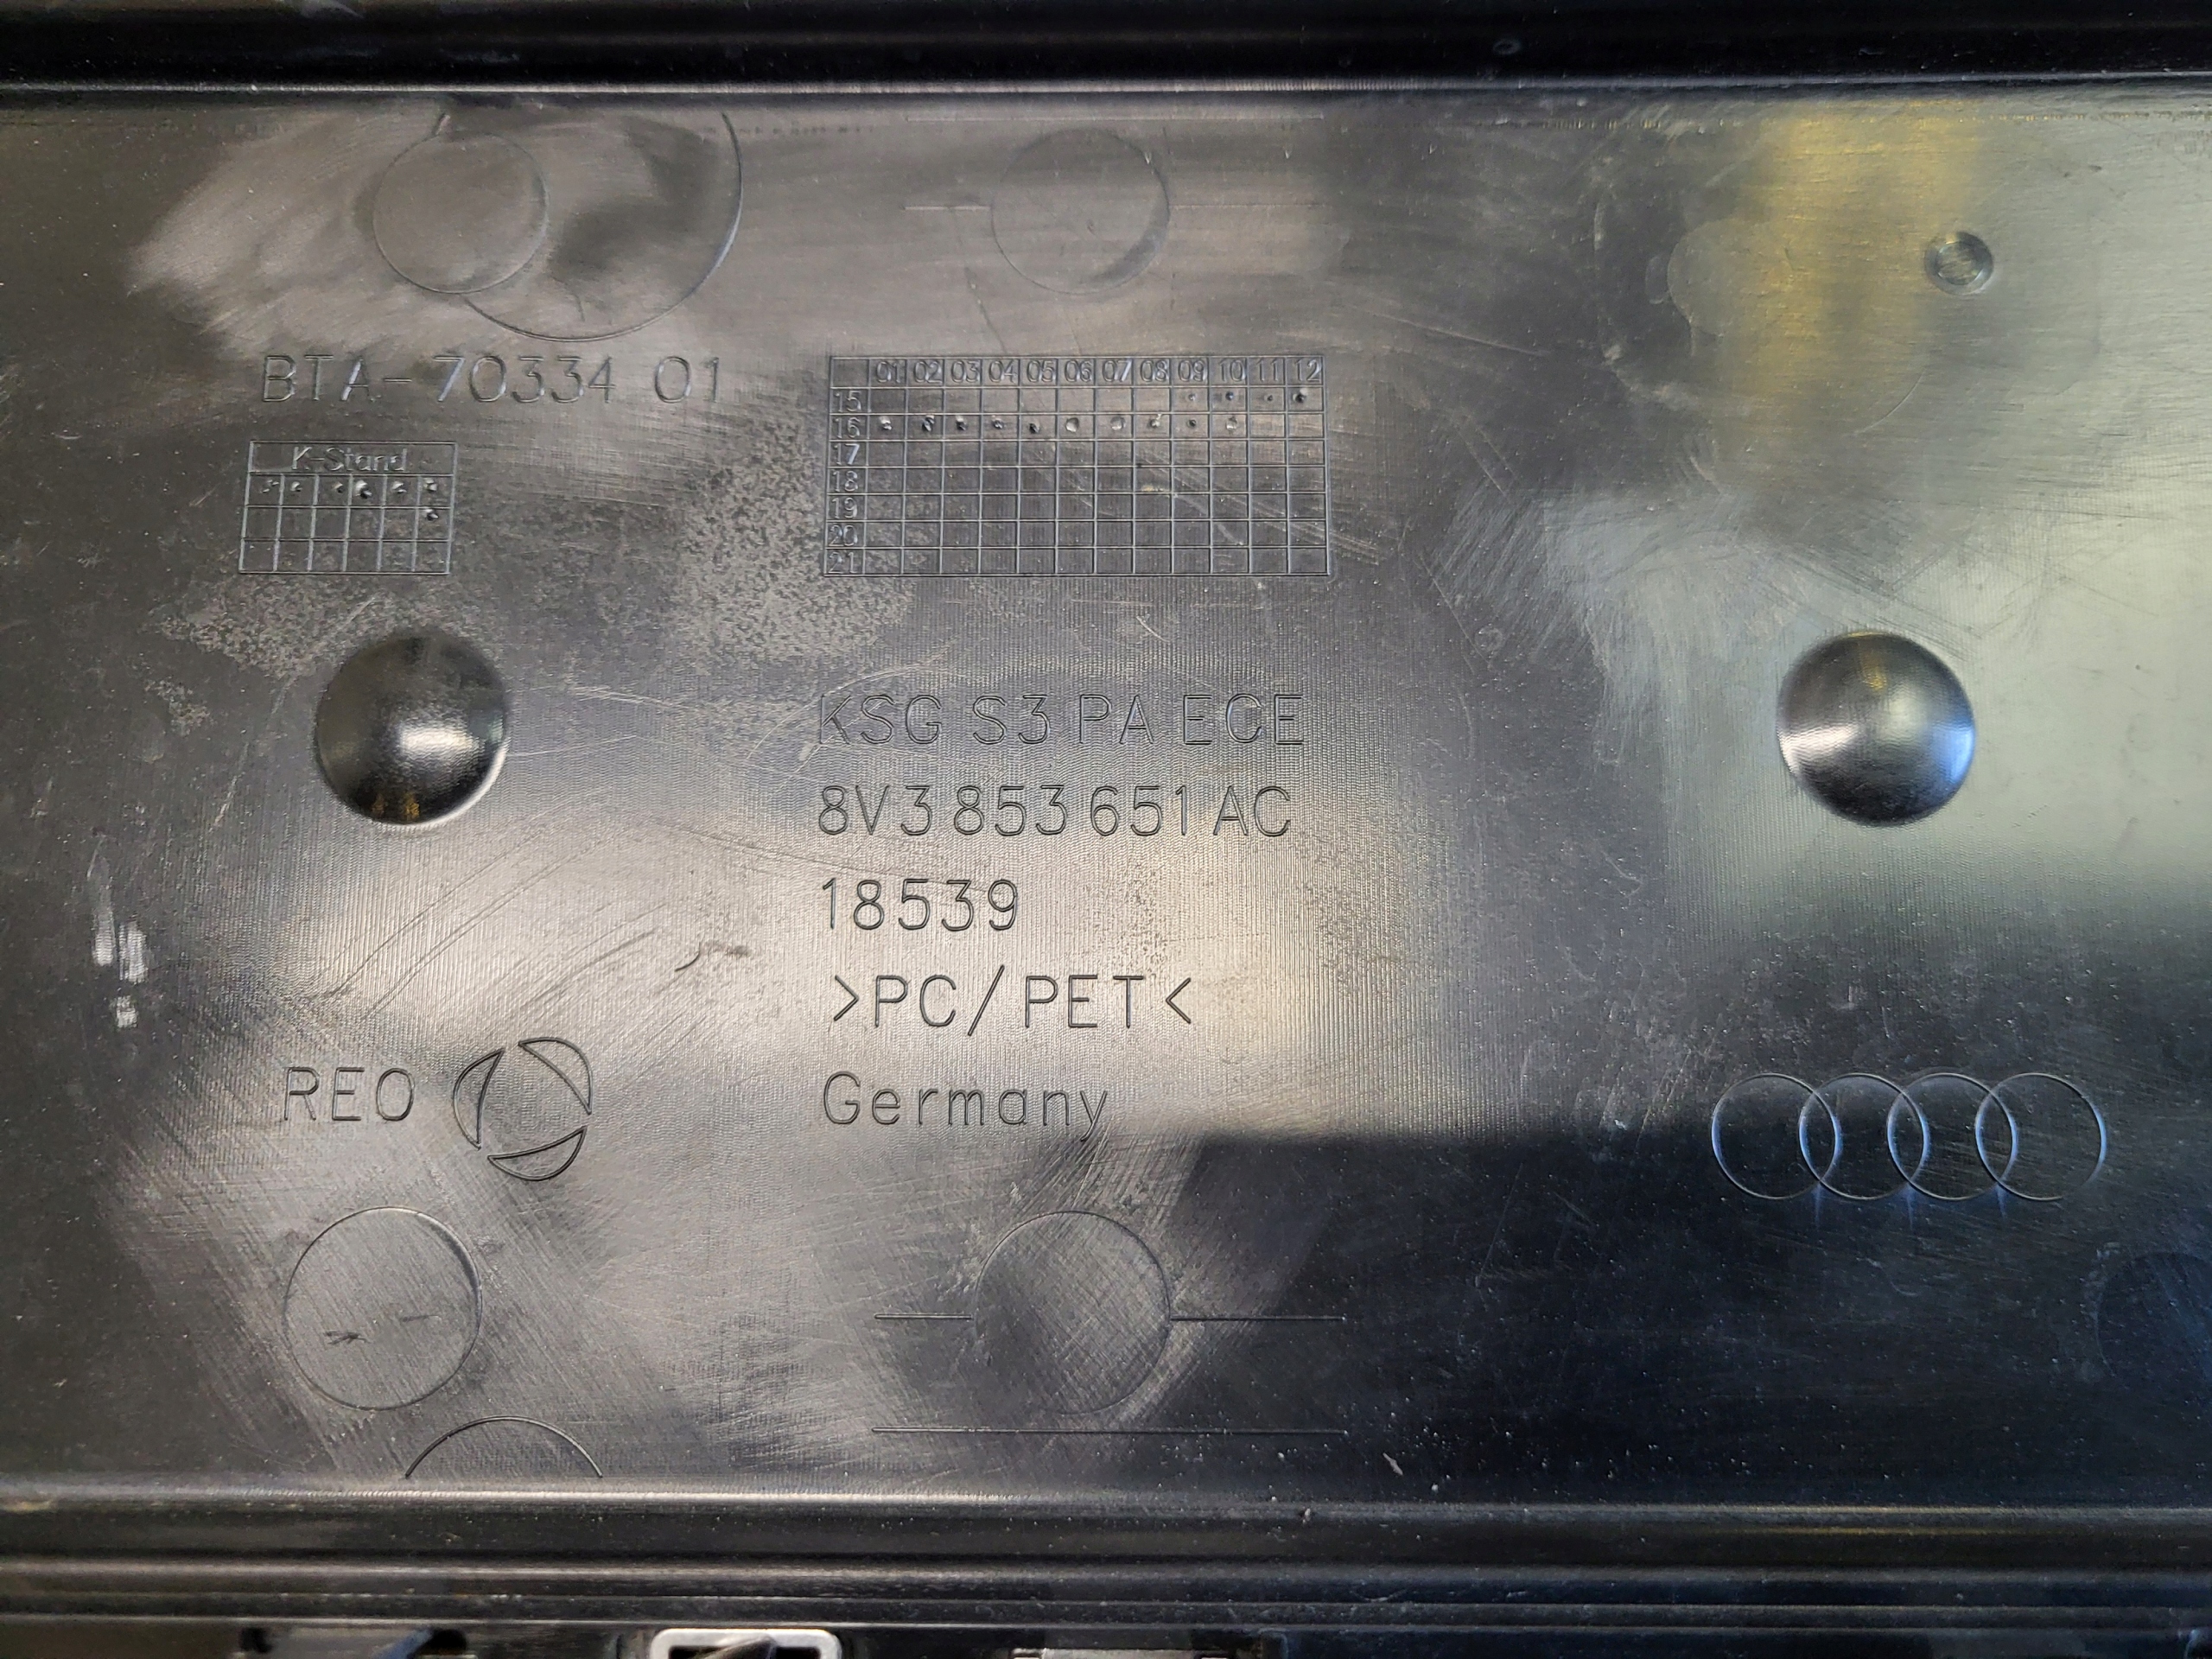 BTA-70334 01
K-Stand
01 02 03 04 05 06 07 08 09 10 11 12
15
16
17
18
19
20
21
KSG S3 PA ECE
8V3 853 651 AC
18539
>PC/PET<
REO
Germany